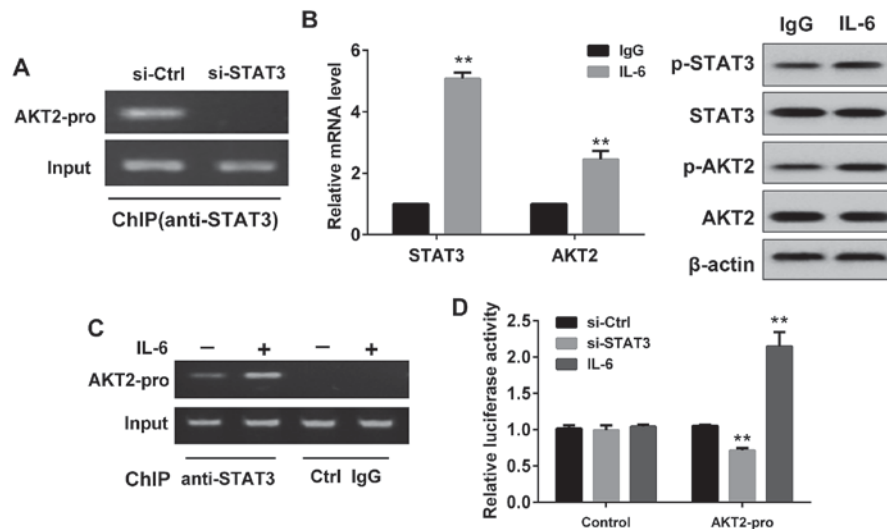 A
si-Ctrl si-STAT3
AKT2-pro
Input
ChIP(anti-STAT3)
B
Relative mRNA level
6
4
2
0
**
**
IgG
IL-6
STAT3 AKT2
IgG IL-6
p-STAT3
STAT3
p-AKT2
AKT2
β-actin
C
IL-6 − + − +
AKT2-pro
Input
ChIP anti-STAT3 Ctrl IgG
D
Relative luciferase activity
2.5
2.0
1.5
1.0
0.5
0.0
si-Ctrl
si-STAT3
IL-6
**
**
Control AKT2-pro